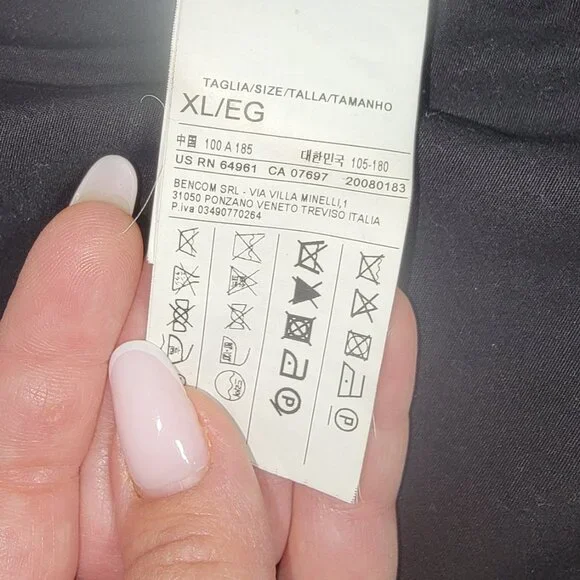 TAGLIA/SIZE/TALLA/TAMANHO
XL/EG
中国 100 A 185 대한민국 105-180
US RN 64961 CA 07697 20080183
BENCOM SRL - VIA VILLA MINELLI,1
31050 PONZANO VENETO TREVISO ITALIA
P.iva 03490770264
P P